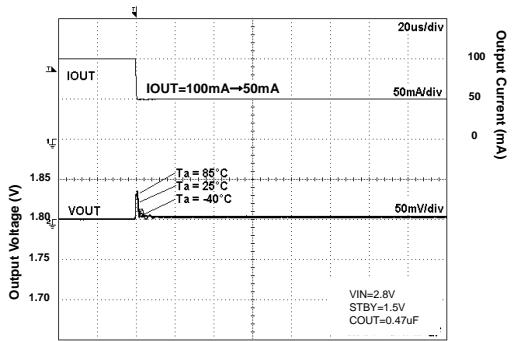 20us/div
IOUT
IOUT=100mA→50mA
50mA/div
100
50
0
Output Current (mA)
1.85
1.80
1.75
1.70
Output Voltage (V)
VOUT
Ta = 85°C
Ta = 25°C
Ta = -40°C
50mV/div
VIN=2.8V
STBY=1.5V
COUT=0.47uF